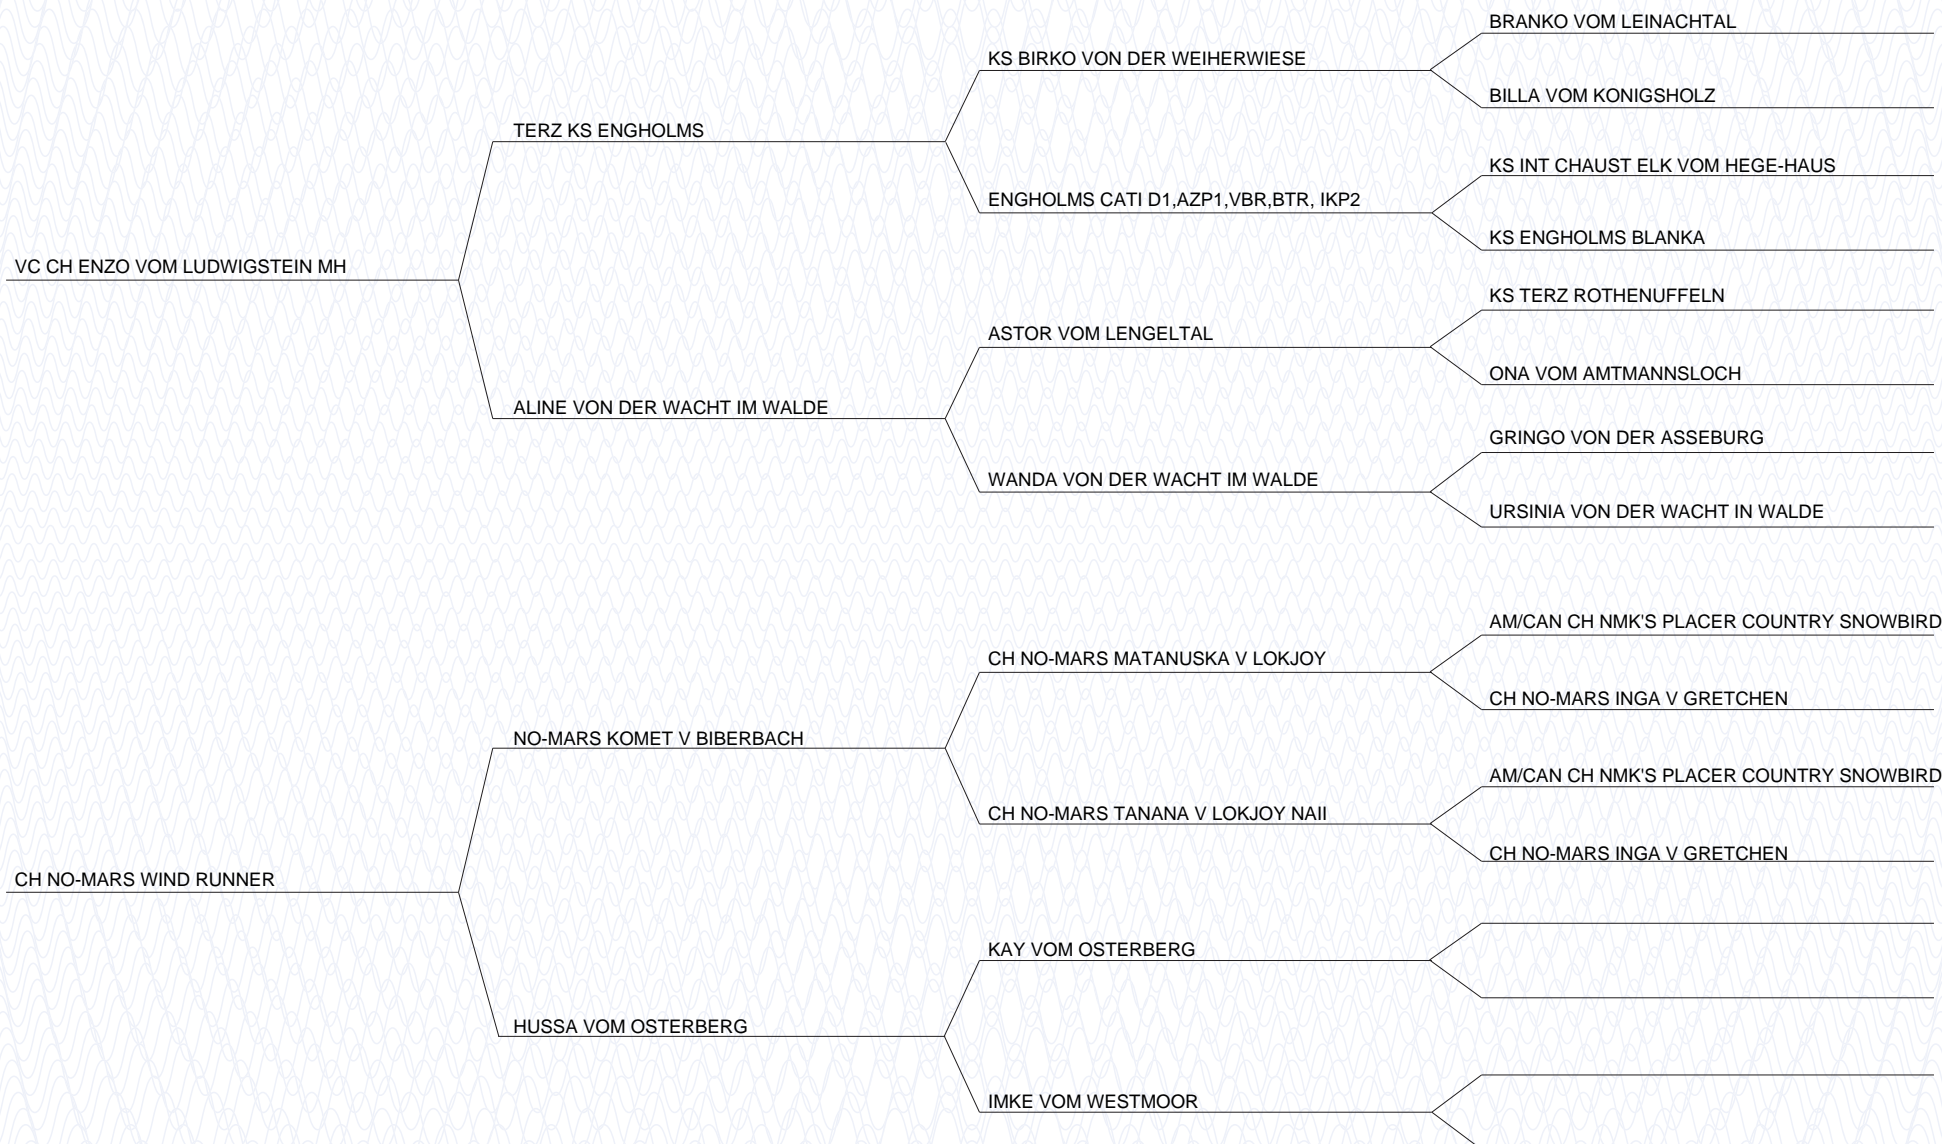 BRANKO VOM LEINACHTAL
KS BIRKO VON DER WEIHERWIESE
BILLA VOM KONIGSHOLZ
TERZ KS ENGHOLMS
KS INT CHAUST ELK VOM HEGE-HAUS
ENGHOLMS CATI D1,AZP1,VBR,BTR, IKP2
KS ENGHOLMS BLANKA
VC CH ENZO VOM LUDWIGSTEIN MH
KS TERZ ROTHENUFFELN
ASTOR VOM LENGELTAL
ONA VOM AMTMANNSLOCH
ALINE VON DER WACHT IM WALDE
GRINGO VON DER ASSEBURG
WANDA VON DER WACHT IM WALDE
URSINIA VON DER WACHT IN WALDE
AM/CAN CH NMK'S PLACER COUNTRY SNOWBIRD
CH NO-MARS MATANUSKA V LOKJOY
CH NO-MARS INGA V GRETCHEN
NO-MARS KOMET V BIBERBACH
AM/CAN CH NMK'S PLACER COUNTRY SNOWBIRD
CH NO-MARS TANANA V LOKJOY NAII
CH NO-MARS INGA V GRETCHEN
CH NO-MARS WIND RUNNER
KAY VOM OSTERBERG
HUSSA VOM OSTERBERG
IMKE VOM WESTMOOR